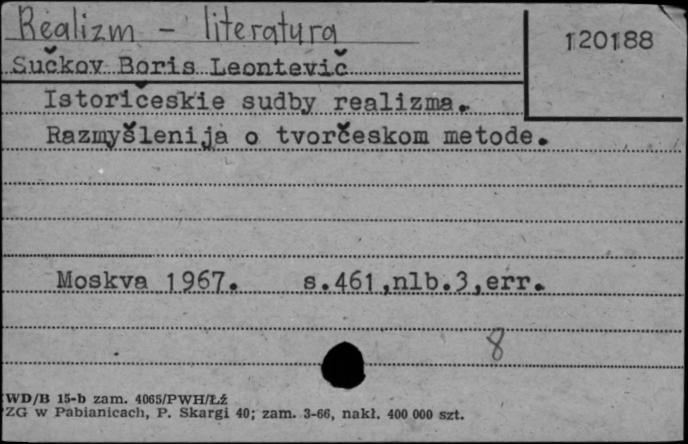 Realizm - literatura
120188
Sučkov Boris Leontevič
Istoričeskie sudby realizma.
Razmyšlenija o tvorčeskom metode.
Moskva 1967. s.461,nlb.3,err.
8
WD/B 15-b zam. 4065/PWH/Łź
ZG w Pabianicach, P. Skargi 40; zam. 3-66, nakł. 400 000 szt.